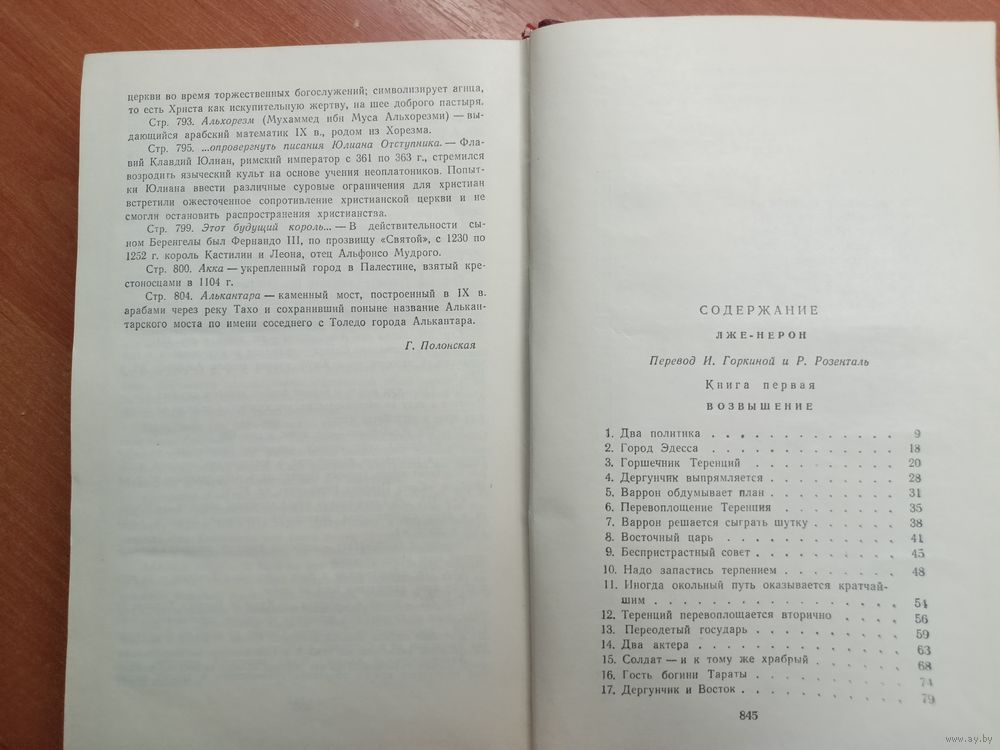 церкви во время торжественных богослужений; символизирует агнца,
то есть Христа как искупительную жертву, на шее доброго пастыря.
Стр. 793. Альхорезм (Мухаммед ибн Муса Альхорезми) — вы-
дающийся арабский математик IX в., родом из Хорезма.
Стр. 795. ...опровергнуть писания Юлиана Отступника. — Фла-
вий Клавдий Юлиан, римский император с 361 по 363 г., стремился
возродить языческий культ на основе учения неоплатоников. Попыт-
ки Юлиана ввести различные суровые ограничения для христиан
встретили ожесточенное сопротивление христианской церкви и не
смогли остановить распространения христианства.
Стр. 799. Этот будущий король... — В действительности сы-
ном Беренгелы был Фернандо III, по прозвищу «Святой», с 1230 по
1252 г. король Кастилии и Леона, отец Альфонсо Мудрого.
Стр. 800. Акка — укрепленный город в Палестине, взятый кре-
стоносцами в 1104 г.
Стр. 804. Алькантара — каменный мост, построенный в IX в.
арабами через реку Тахо и сохранивший поныне название Алькан-
тарского моста по имени соседнего с Толедо города Алькантара.
Г. Полонская
СОДЕРЖАНИЕ
ЛЖЕ-НЕРОН
Перевод И. Горкиной и Р. Розенталь
Книга первая
ВОЗВЫШЕНИЕ
1. Два политика . . . . . . . . . . . . . 9
2. Город Эдесса . . . . . . . . . . . . . 18
3. Горшечник Теренций . . . . . . . . . . 20
4. Дергунчик выпрямляется . . . . . . . . . 28
5. Варрон обдумывает план . . . . . . . . . 31
6. Перевоплощение Теренция . . . . . . . . 35
7. Варрон решается сыграть шутку . . . . . . 38
8. Восточный царь . . . . . . . . . . . . 41
9. Беспристрастный совет . . . . . . . . . . 45
10. Надо запастись терпением . . . . . . . . 48
11. Иногда окольный путь оказывается кратчай-
шим . . . . . . . . . . . . . . . . . 54
12. Теренций перевоплощается вторично . . . . 56
13. Переодетый государь . . . . . . . . . . 59
14. Два актера . . . . . . . . . . . . . . 63
15. Солдат — и к тому же храбрый . . . . . . 68
16. Гость богини Тараты . . . . . . . . . . 74
17. Дергунчик и Восток . . . . . . . . . . . 79
845
www.ay.by